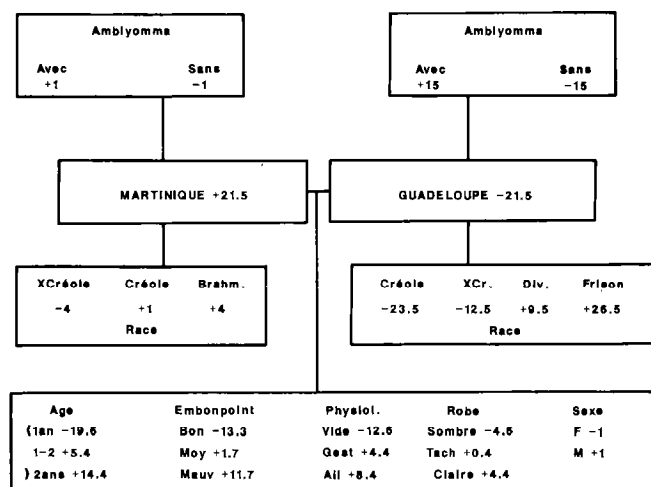 Amblyomma
Avec Sans
+1 -1
Amblyomma
Avec Sans
+15 -15
MARTINIQUE +21.5
GUADELOUPE -21.5
XCréole Créole Brahm.
-4 +1 +4
Race
Créole XCr. Div. Frison
-23.5 -12.5 +9.5 +26.5
Race
Age Embonpoint Physiol. Robe Sexe
(1an -19.6 Bon -13.3 Vide -12.6 Sombre -4.5 F -1
1-2 +5.4 Moy +1.7 Gest +4.4 Tach +0.4 M +1
)2ans +14.4 Mauv +11.7 All +8.4 Claire +4.4